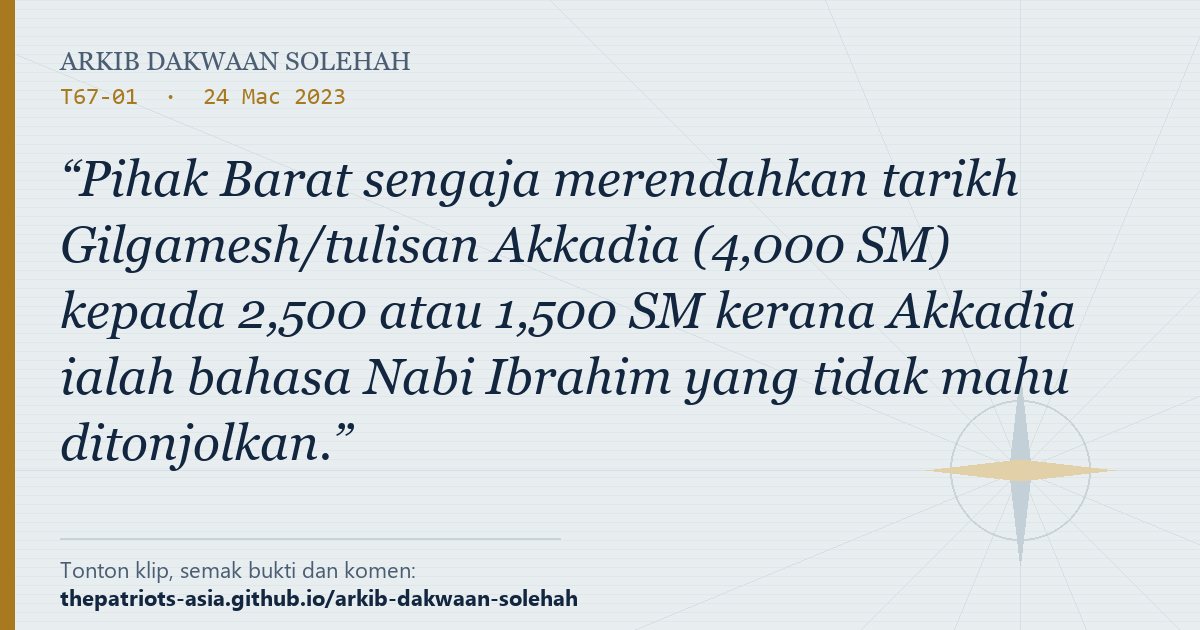 ARKIB DAKWAAN SOLEHAH
T67-01 · 24 Mac 2023
“Pihak Barat sengaja merendahkan tarikh
Gilgamesh/tulisan Akkadia (4,000 SM)
kepada 2,500 atau 1,500 SM kerana Akkadia
ialah bahasa Nabi Ibrahim yang tidak mahu
ditonjolkan.”
Tonton klip, semak bukti dan komen:
thepatriots-asia.github.io/arkib-dakwaan-solehah